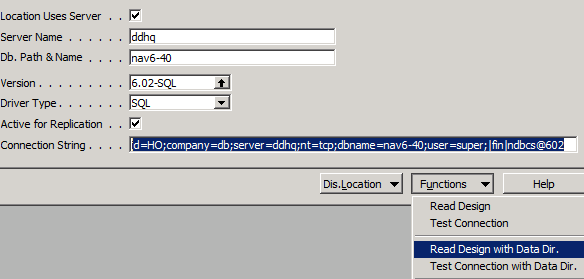 Location Uses Server . . ✓
Server Name . . . . . . . ddhq
Db. Path & Name . . . . nav6-40
Version . . . . . . . . . 6.02-SQL
Driver Type . . . . . . . SQL
Active for Replication . . ✓
Connection String . . . . d=HO;company=db;server=ddhq;nt=tcp;dbname=nav6-40;user=super;|fin|ndbcs@602
Dis.Location Functions Help
Read Design
Test Connection
Read Design with Data Dir.
Test Connection with Data Dir.